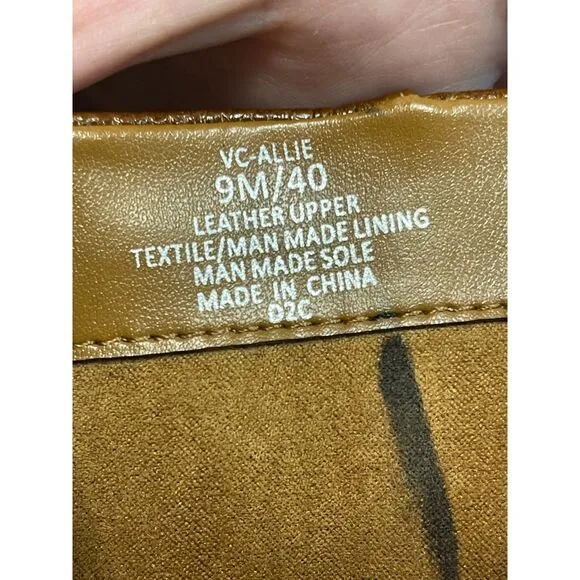 VC-ALLIE
9M/40
LEATHER UPPER
TEXTILE/MAN MADE LINING
MAN MADE SOLE
MADE IN CHINA
02C